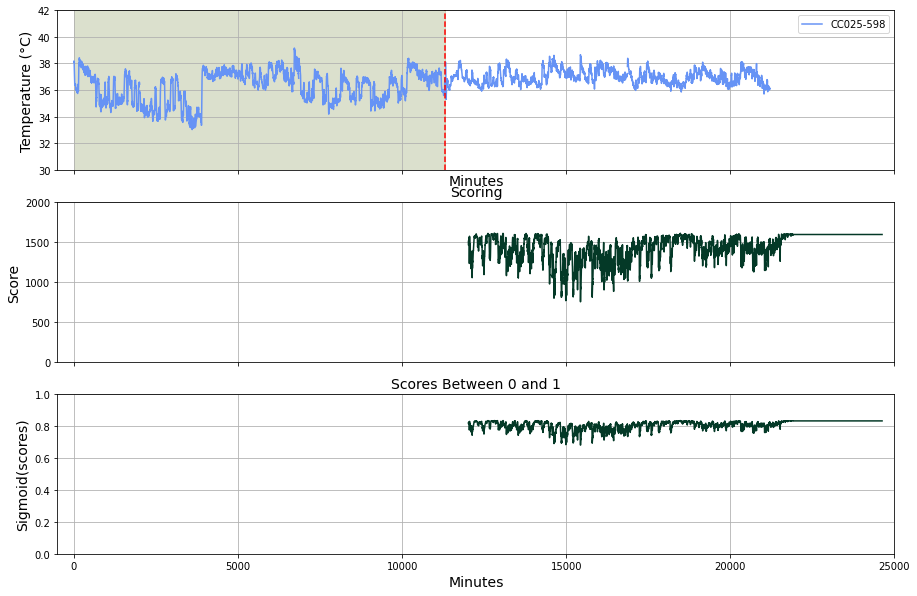 42
40
38
36
34
32
30
Temperature (°C)
CC025-598
Minutes
Scoring
2000
1500
1000
500
0
Score
Scores Between 0 and 1
1.0
0.8
0.6
0.4
0.2
0.0
Sigmoid(scores)
0 5000 10000 15000 20000 25000
Minutes